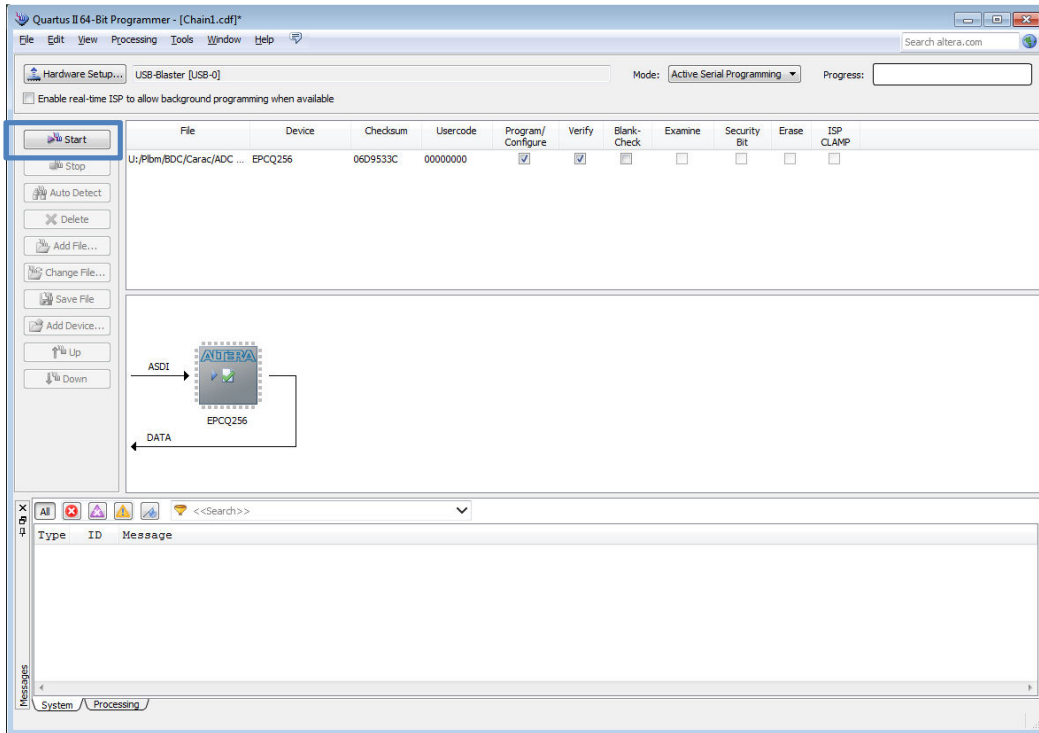 Quartus II 64-Bit Programmer - [Chain1.cdf]*
File Edit View Processing Tools Window Help
Search altera.com
Hardware Setup... USB-Blaster [USB-0] Mode: Active Serial Programming Progress:
Enable real-time ISP to allow background programming when available
Start
Stop
Auto Detect
Delete
Add File...
Change File...
Save File
Add Device...
Up
Down
File Device Checksum Usercode Program/ Verify Blank- Examine Security Erase ISP
Configure Check Bit CLAMP
U:/Plbm/BDC/Carac/ADC ... EPCQ256 06D9533C 00000000
ALTERA
ASDI
EPCQ256
DATA
All <<Search>>
Type ID Message
Messages
System Processing